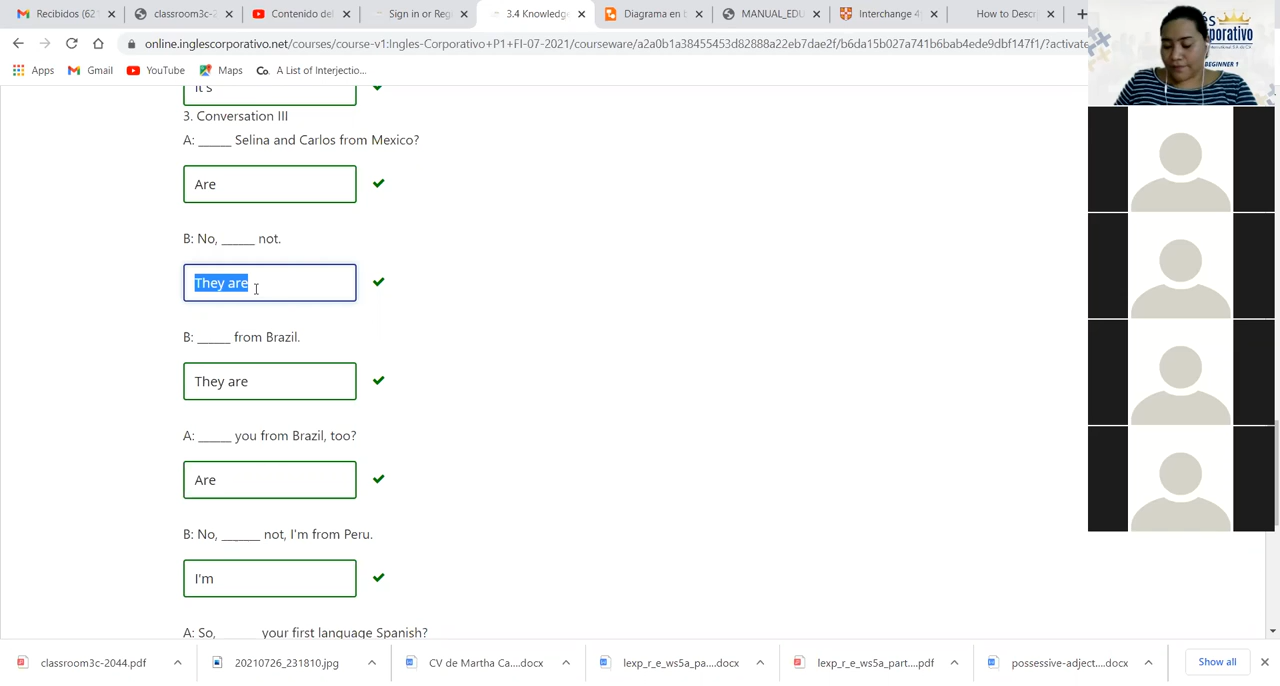 Recibidos (62
classroom3c-2
Contenido de
Sign in or Reg
3.4 Knowledg
Diagrama en t
MANUAL_EDU
Interchange 4
How to Descr
online.inglescorporativo.net/courses/course-v1:Ingles-Corporativo+P1+FI-07-2021/courseware/a2a0b1a38455453d82888a22eb7dae2f/b6da15b027a741b6bab4ede9dbf147f1/?activate
Apps
Gmail
YouTube
Maps
Co.
A List of Interjectio...
BEGINNER 1
It's
3. Conversation III
A: _____ Selina and Carlos from Mexico?
Are
B: No, _____ not.
They are
B: _____ from Brazil.
They are
A: _____ you from Brazil, too?
Are
B: No, ______ not, I'm from Peru.
I'm
A: So, ______ your first language Spanish?
classroom3c-2044.pdf
20210726_231810.jpg
CV de Martha Ca....docx
lexp_r_e_ws5a_pa....docx
lexp_r_e_ws5a_part....pdf
possessive-adject....docx
Show all